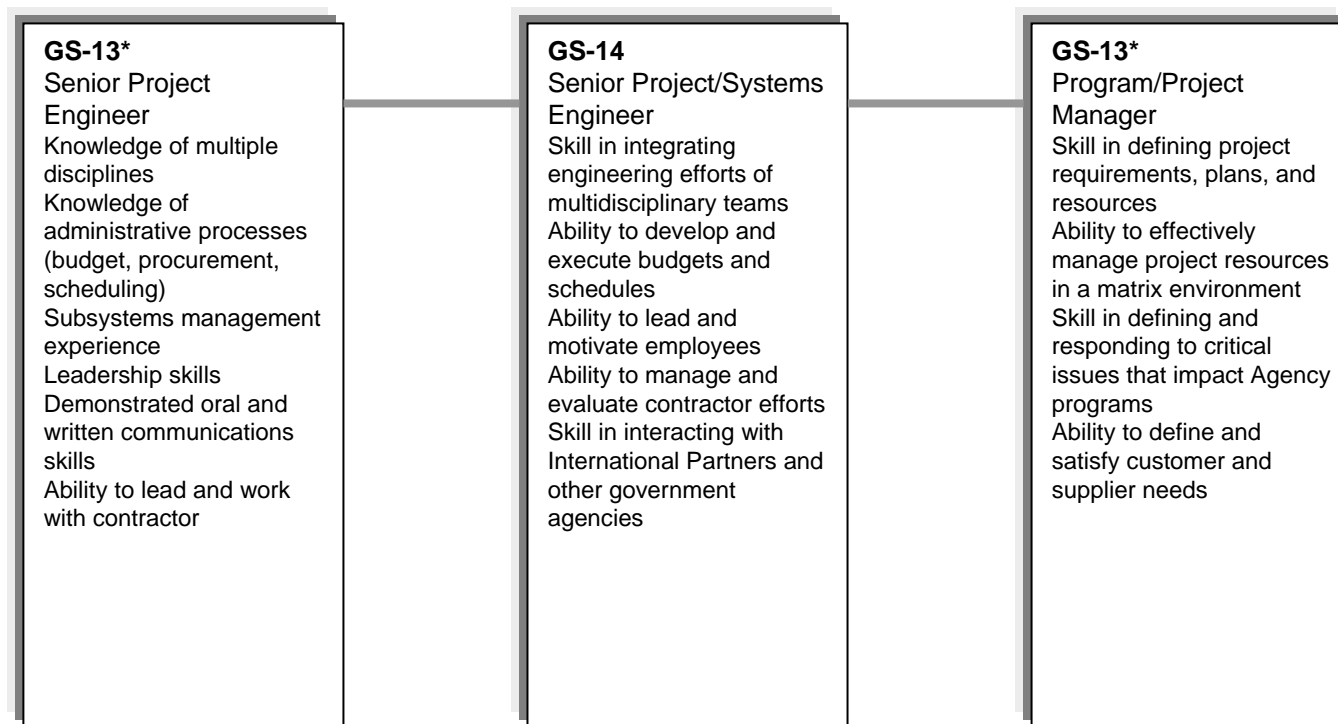 GS-13*
Senior Project
Engineer
Knowledge of multiple
disciplines
Knowledge of
administrative processes
(budget, procurement,
scheduling)
Subsystems management
experience
Leadership skills
Demonstrated oral and
written communications
skills
Ability to lead and work
with contractor
GS-14
Senior Project/Systems
Engineer
Skill in integrating
engineering efforts of
multidisciplinary teams
Ability to develop and
execute budgets and
schedules
Ability to lead and
motivate employees
Ability to manage and
evaluate contractor efforts
Skill in interacting with
International Partners and
other government
agencies
GS-13*
Program/Project
Manager
Skill in defining project
requirements, plans, and
resources
Ability to effectively
manage project resources
in a matrix environment
Skill in defining and
responding to critical
issues that impact Agency
programs
Ability to define and
satisfy customer and
supplier needs